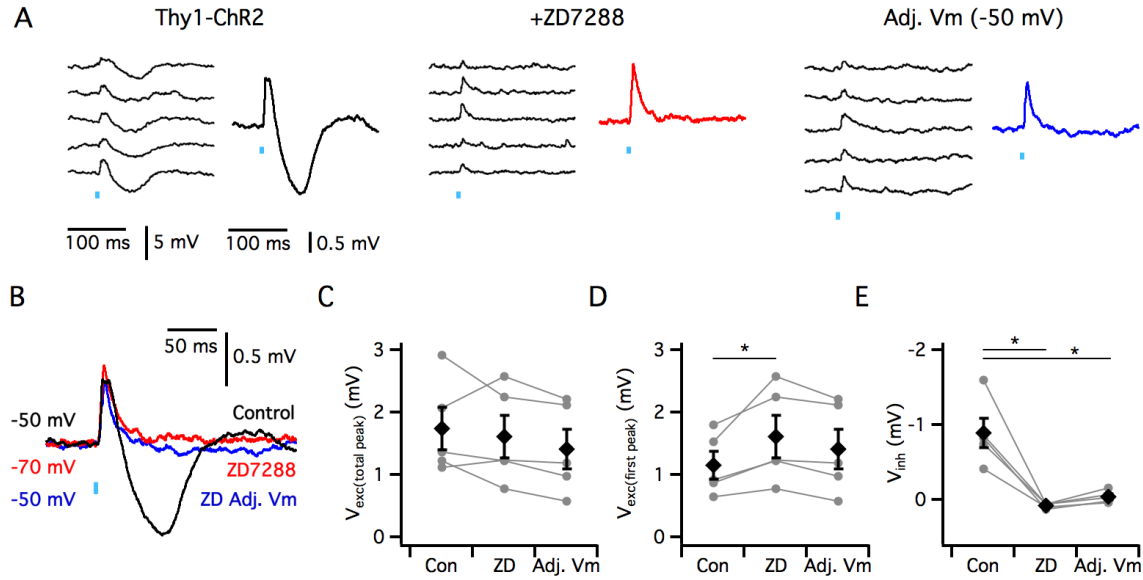 A
Thy1-ChR2
+ZD7288
Adj. Vm (-50 mV)
100 ms
5 mV
100 ms
0.5 mV
B
50 ms
0.5 mV
-50 mV
Control
-70 mV
ZD7288
-50 mV
ZD Adj. Vm
C
Vexc(total peak) (mV)
3
2
1
0
Con
ZD
Adj. Vm
D
Vexc(first peak) (mV)
3
2
1
0
*
Con
ZD
Adj. Vm
E
Vinh (mV)
-2
-1
0
*
*
Con
ZD
Adj. Vm